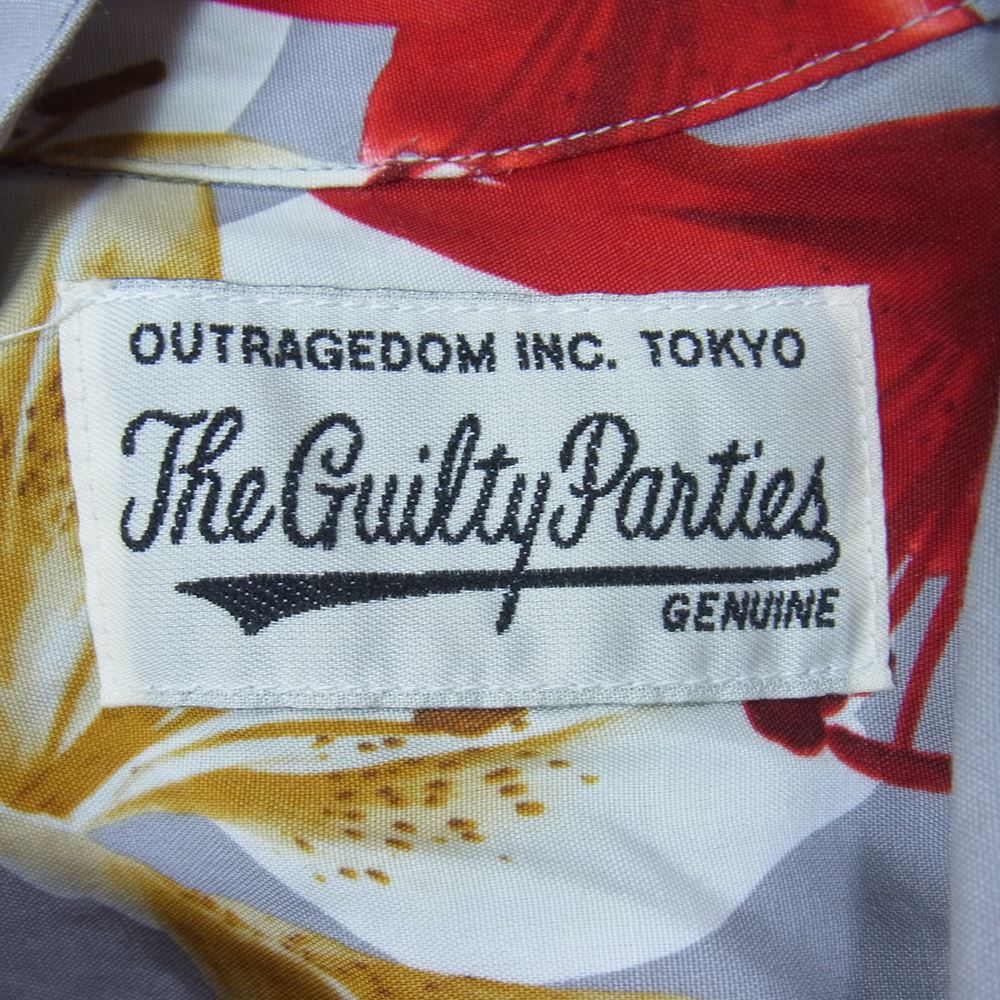 OUTRAGEDOM INC. TOKYO
The Guilty Parties
GENUINE